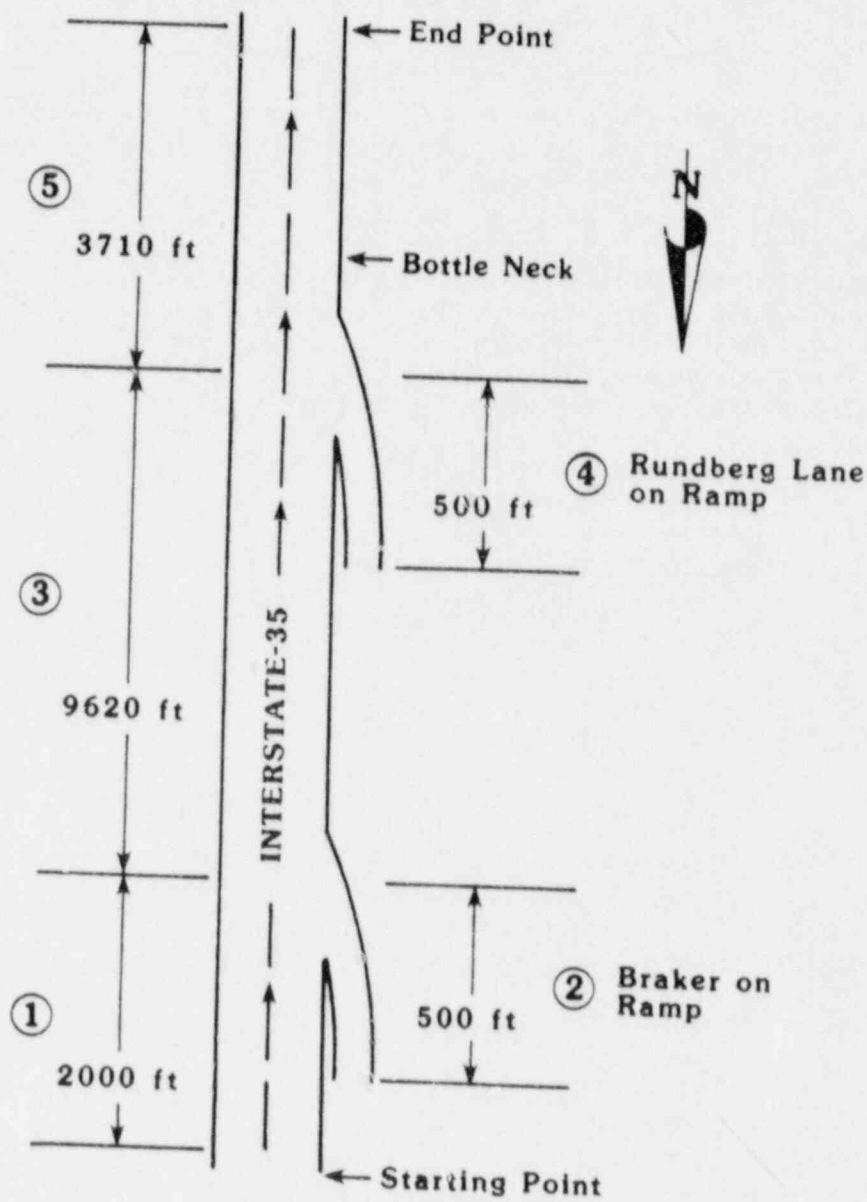 End Point
5
3710 ft
Bottle Neck
N
4 Rundberg Lane
on Ramp
500 ft
3
9620 ft
INTERSTATE-35
2 Braker on
Ramp
500 ft
1
2000 ft
Starting Point